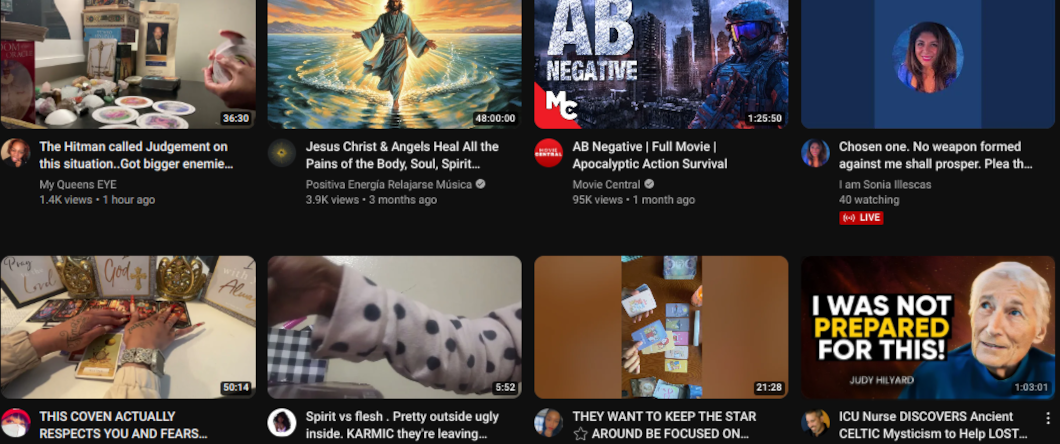 AB
NEGATIVE
MC
36:30
48:00:00
1:25:50
The Hitman called Judgement on
this situation..Got bigger enemie...
My Queens EYE
1.4K views • 1 hour ago
Jesus Christ & Angels Heal All the
Pains of the Body, Soul, Spirit...
Positiva Energía Relajarse Música
3.9K views • 3 months ago
MOVIE
CENTRAL
AB Negative | Full Movie |
Apocalyptic Action Survival
Movie Central
95K views • 1 month ago
Chosen one. No weapon formed
against me shall prosper. Plea th...
I am Sonia Illescas
40 watching
LIVE
Pray
Love
God
with
50:14
5:52
21:28
I WAS NOT
PREPARED
FOR THIS!
JUDY HILYARD
1:03:01
THIS COVEN ACTUALLY
RESPECTS YOU AND FEARS...
Spirit vs flesh . Pretty outside ugly
inside. KARMIC they're leaving...
THEY WANT TO KEEP THE STAR
☆ AROUND BE FOCUSED ON...
ICU Nurse DISCOVERS Ancient
CELTIC Mysticism to Help LOST...